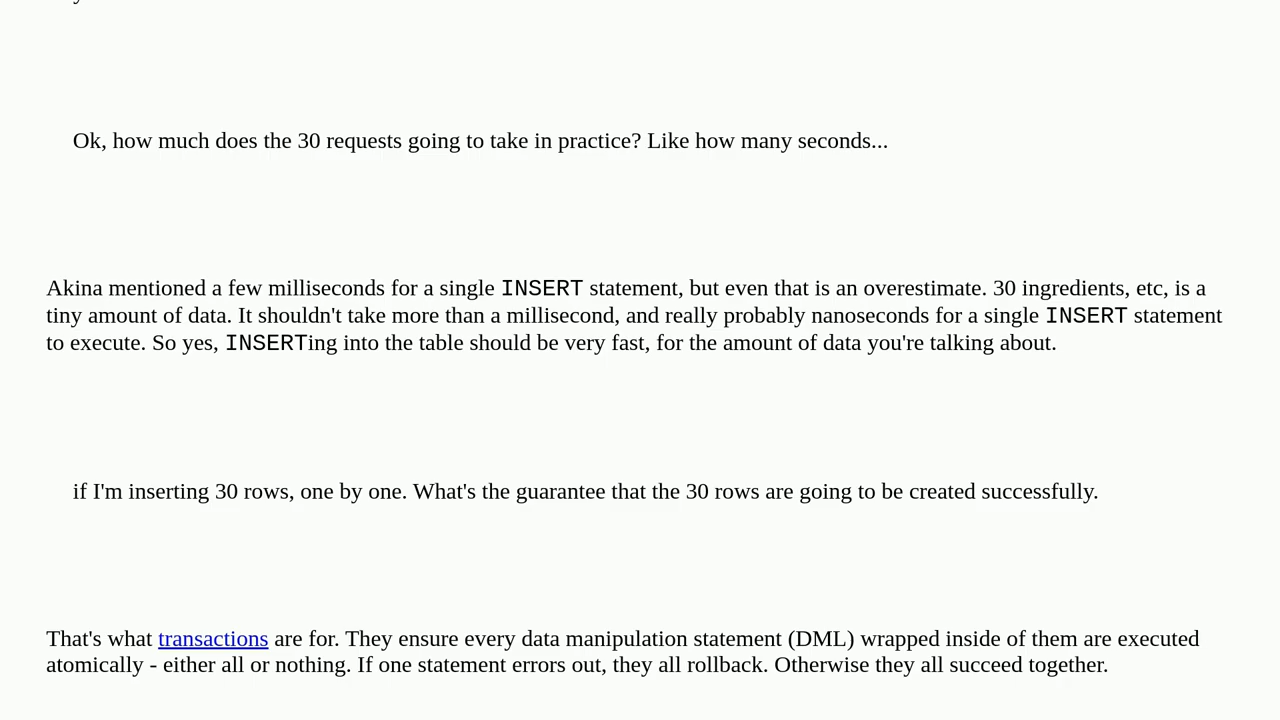 Ok, how much does the 30 requests going to take in practice? Like how many seconds...
Akina mentioned a few milliseconds for a single INSERT statement, but even that is an overestimate. 30 ingredients, etc, is a
tiny amount of data. It shouldn't take more than a millisecond, and really probably nanoseconds for a single INSERT statement
to execute. So yes, INSERTing into the table should be very fast, for the amount of data you're talking about.
if I'm inserting 30 rows, one by one. What's the guarantee that the 30 rows are going to be created successfully.
That's what transactions are for. They ensure every data manipulation statement (DML) wrapped inside of them are executed
atomically - either all or nothing. If one statement errors out, they all rollback. Otherwise they all succeed together.